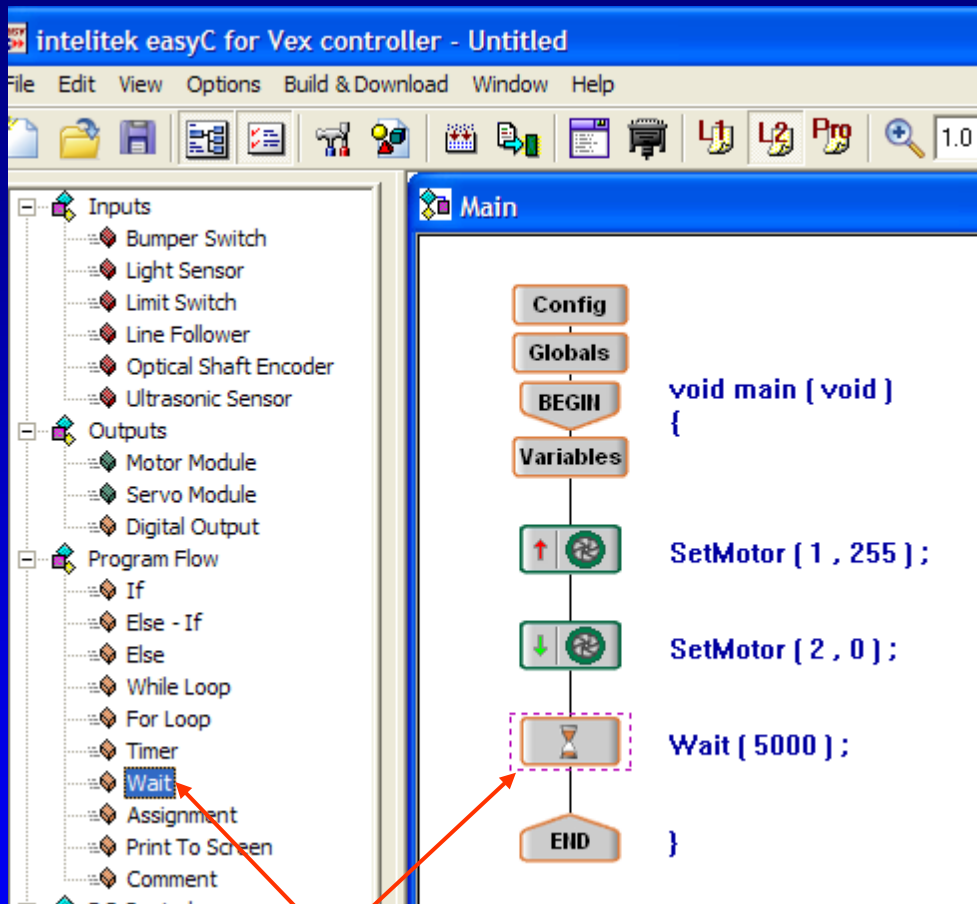 intelitek easyC for Vex controller - Untitled
File Edit View Options Build & Download Window Help
L1 L2 Prg 1.0
Inputs
Bumper Switch
Light Sensor
Limit Switch
Line Follower
Optical Shaft Encoder
Ultrasonic Sensor
Outputs
Motor Module
Servo Module
Digital Output
Program Flow
If
Else - If
Else
While Loop
For Loop
Timer
Wait
Assignment
Print To Screen
Comment
Main
Config
Globals
BEGIN void main ( void )
{
Variables
SetMotor ( 1 , 255 ) ;
SetMotor ( 2 , 0 ) ;
Wait ( 5000 ) ;
END }